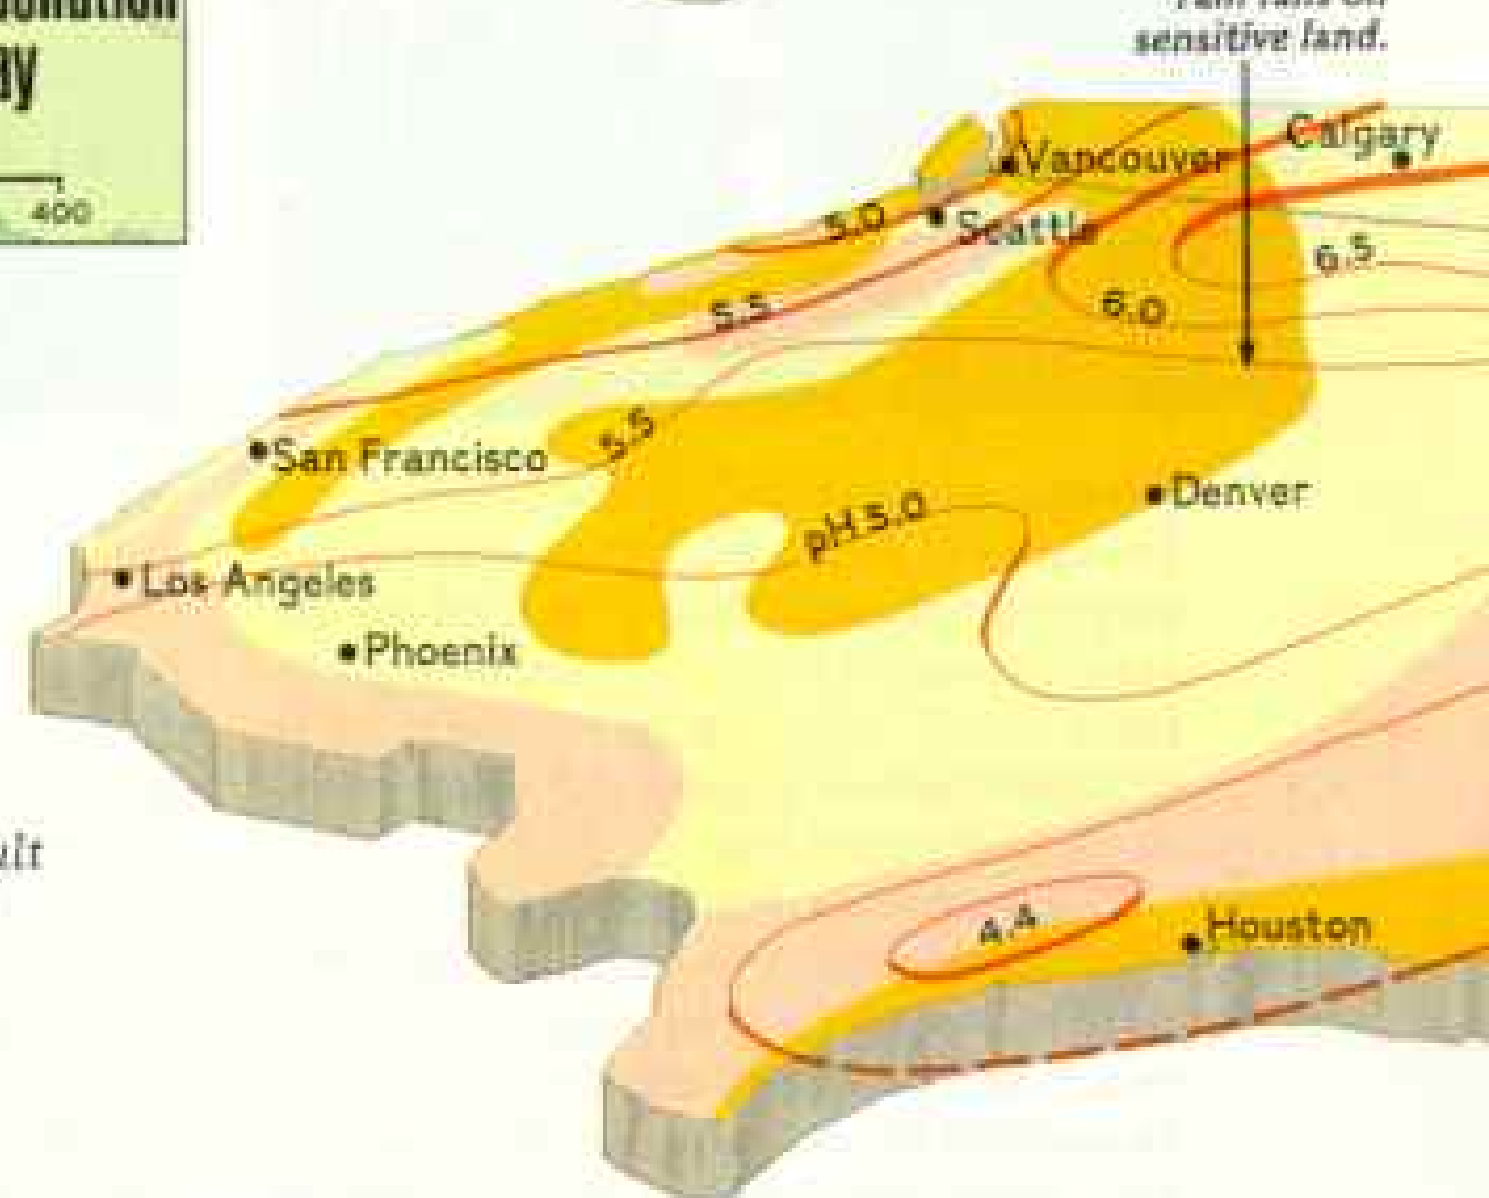 ay
400
sensitive land.
Calgary
Vancouver
5.0
Seattle
6.5
6.0
5.5
5.5
San Francisco
Denver
pH 5.0
Los Angeles
Phoenix
4.4
Houston